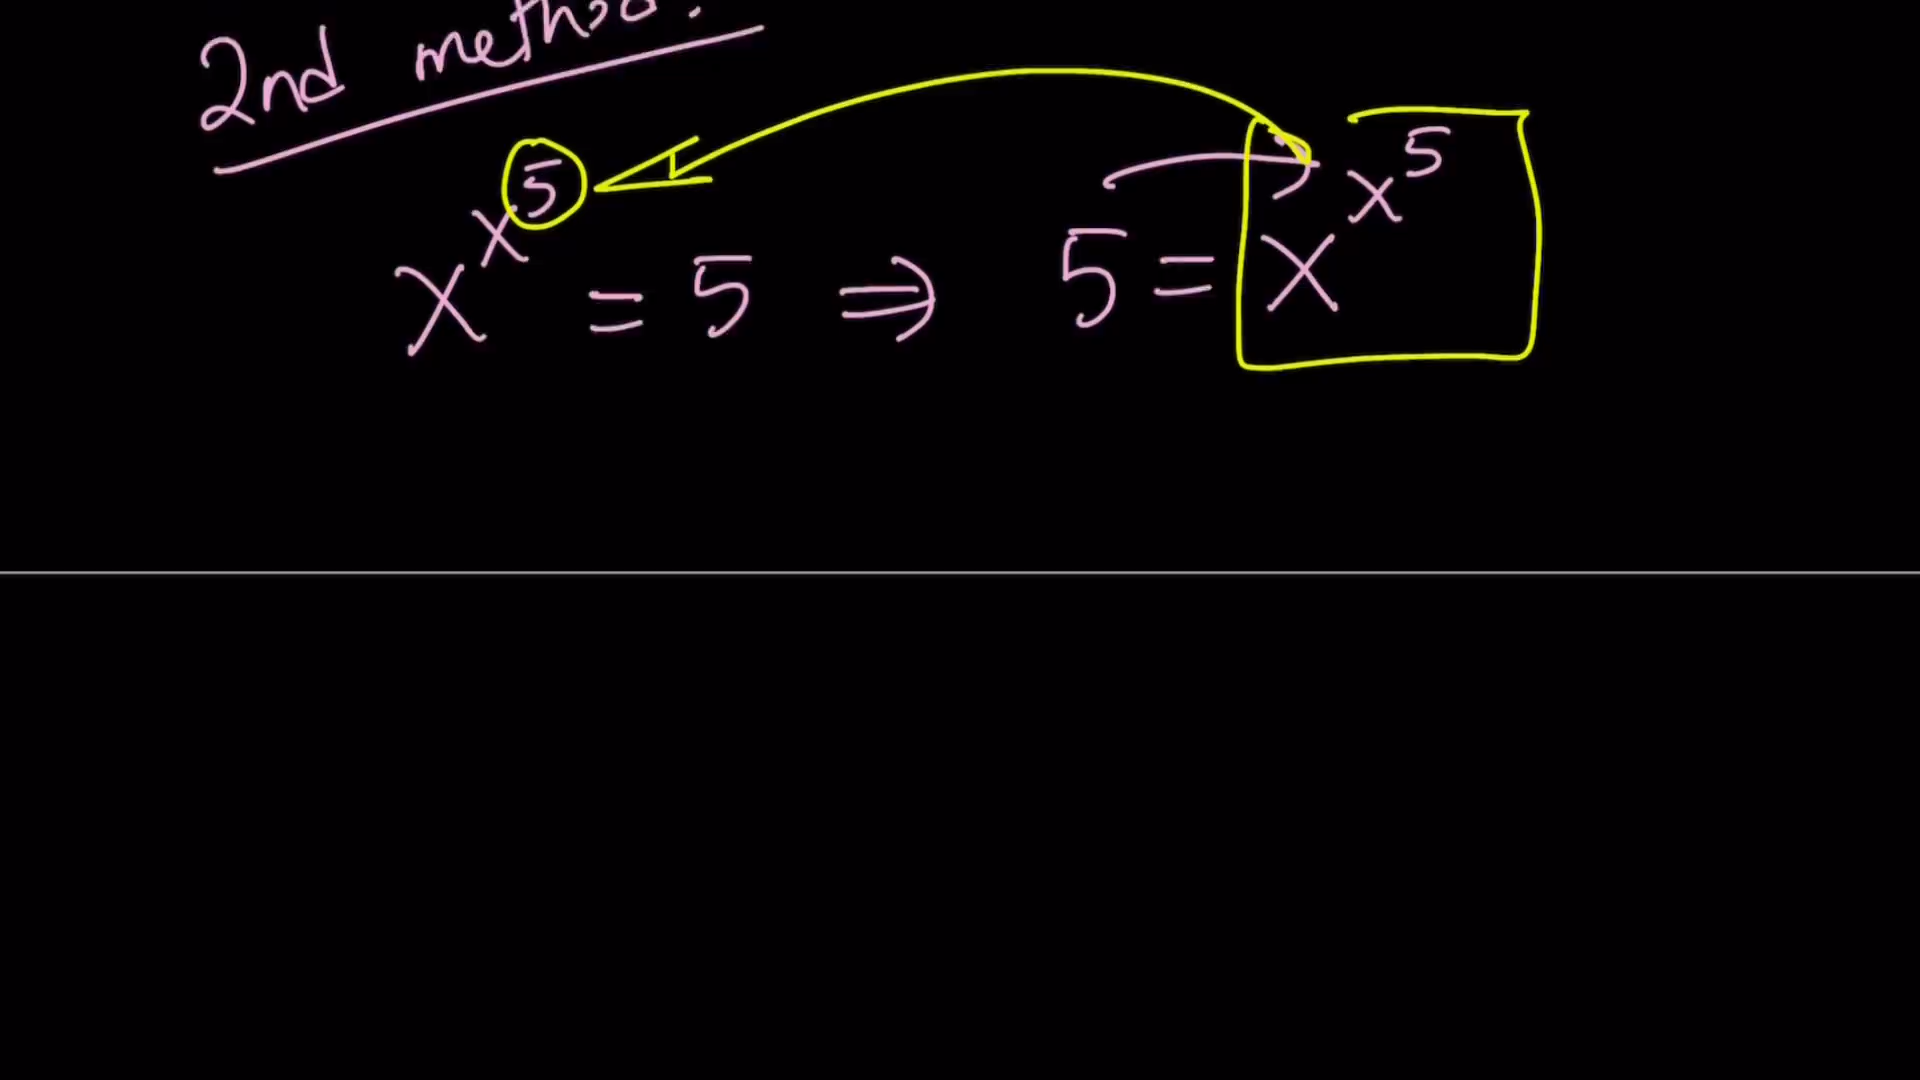 2nd method:
x^x^5 = 5 ⇒ 5 = x^x^5